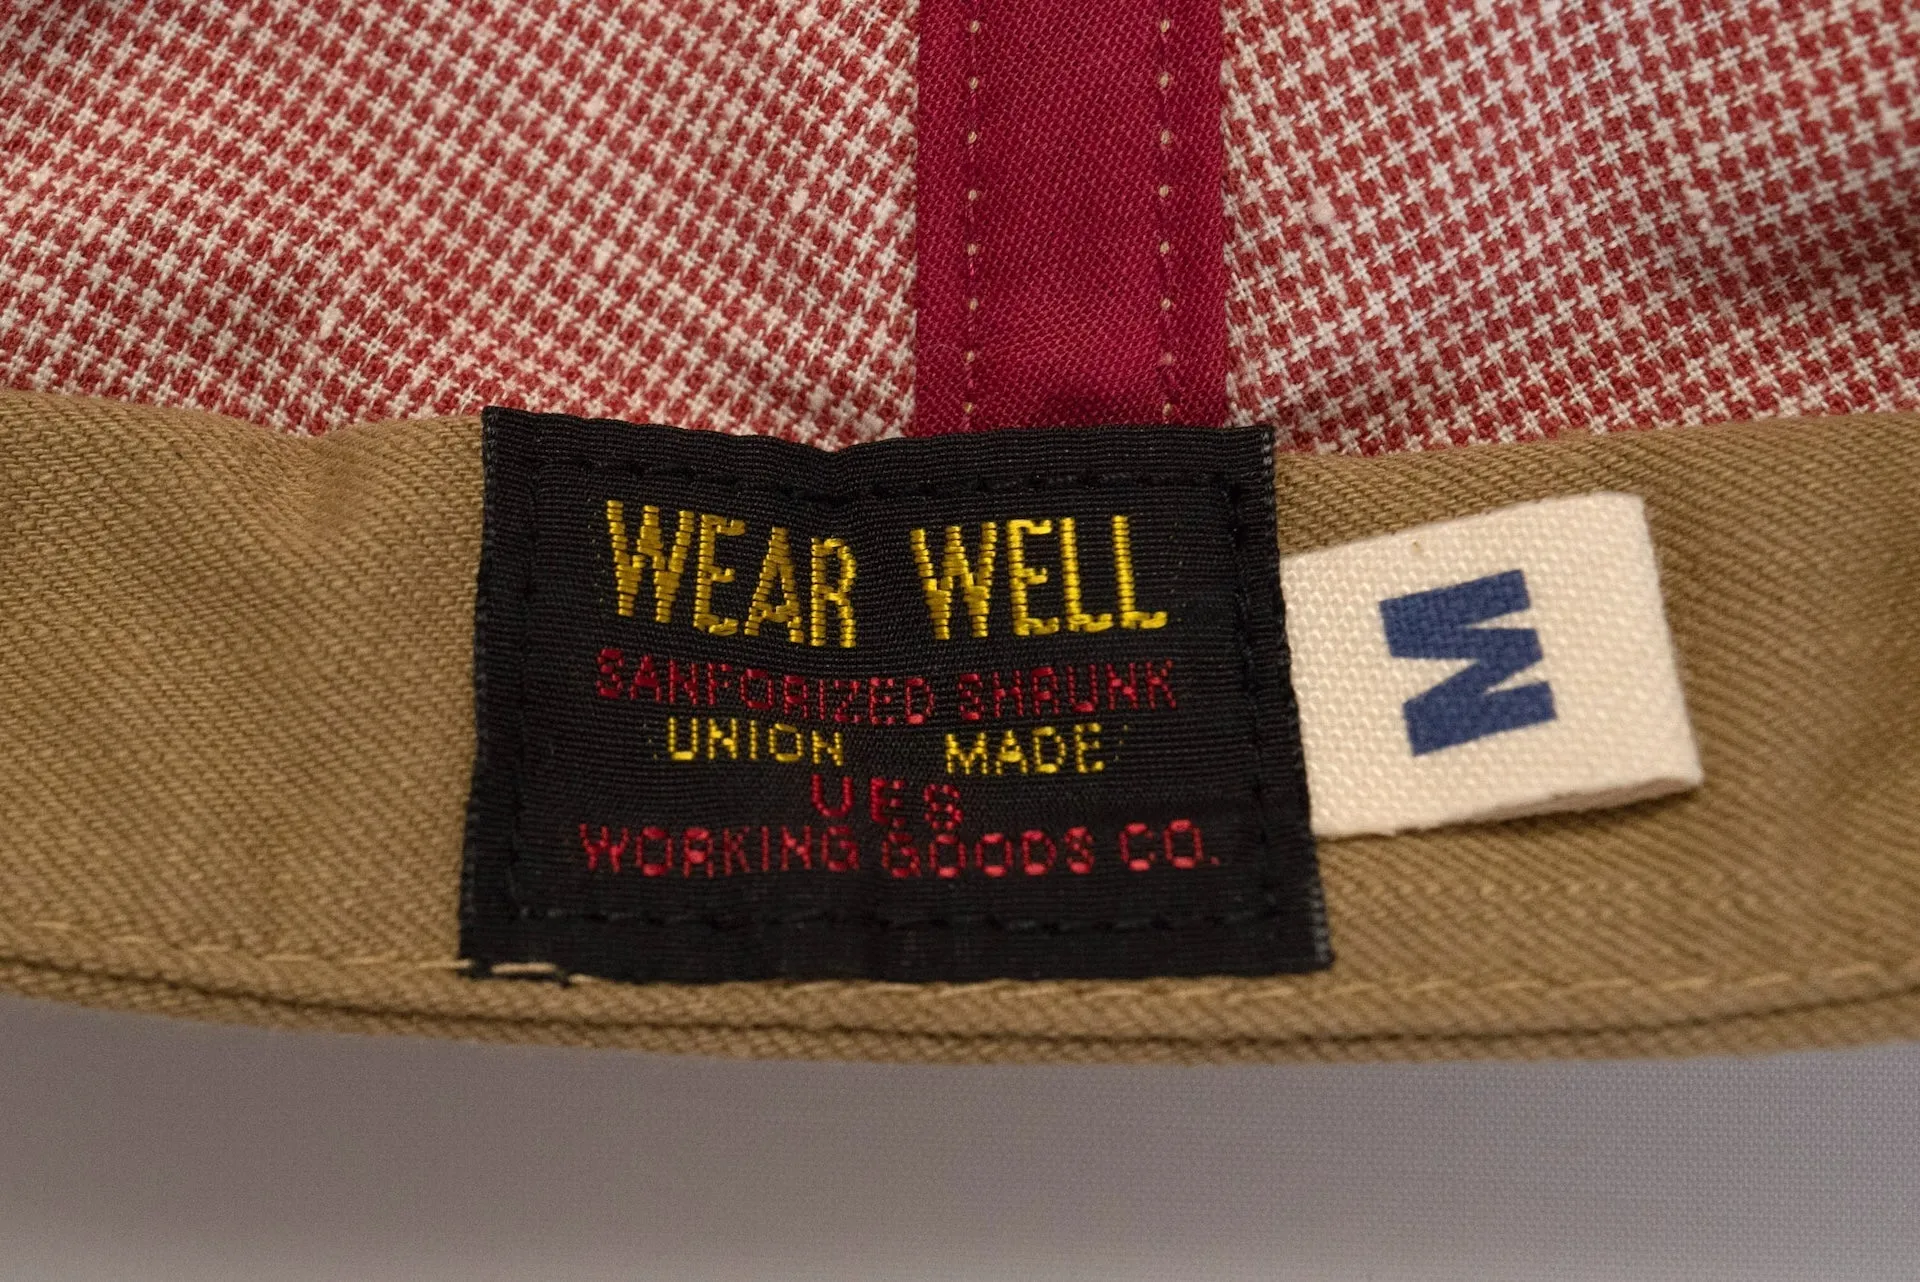 WEAR WELL
SANFORIZED SHRUNK
UNION MADE
UES
WORKING GOODS CO.
M